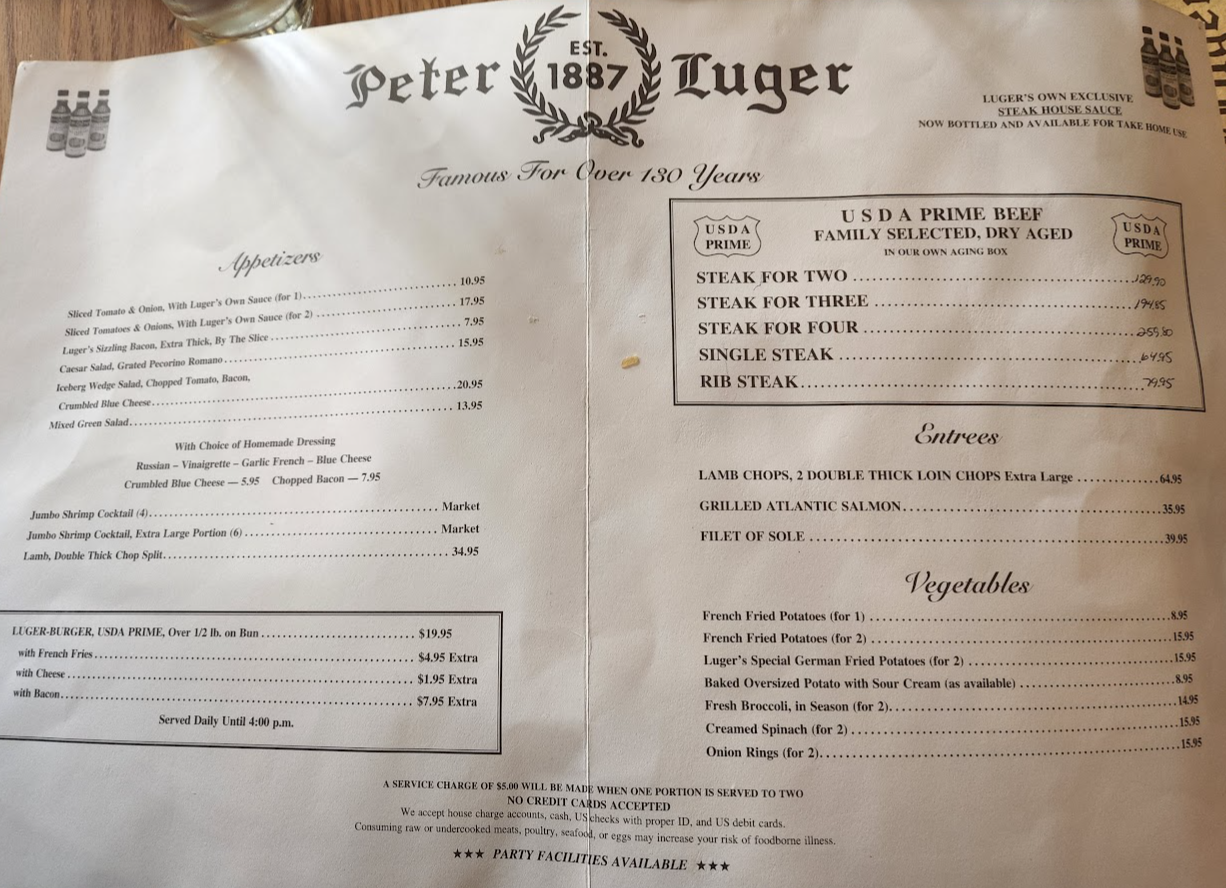 Peter EST. 1887 Luger
LUGER'S OWN EXCLUSIVE
STEAK HOUSE SAUCE
NOW BOTTLED AND AVAILABLE FOR TAKE HOME USE
Famous For Over 130 Years
Appetizers
Sliced Tomato & Onion, With Luger's Own Sauce (for 1) 10.95
Sliced Tomatoes & Onions, With Luger's Own Sauce (for 2) 17.95
Luger's Sizzling Bacon, Extra Thick, By The Slice 7.95
Caesar Salad, Grated Pecorino Romano 15.95
Iceberg Wedge Salad, Chopped Tomato, Bacon,
Crumbled Blue Cheese 20.95
Mixed Green Salad 13.95
With Choice of Homemade Dressing
Russian – Vinaigrette – Garlic French – Blue Cheese
Crumbled Blue Cheese — 5.95 Chopped Bacon — 7.95
Jumbo Shrimp Cocktail (4) Market
Jumbo Shrimp Cocktail, Extra Large Portion (6) Market
Lamb, Double Thick Chop Split 34.95
LUGER-BURGER, USDA PRIME, Over 1/2 lb. on Bun $19.95
with French Fries $4.95 Extra
with Cheese $1.95 Extra
with Bacon $7.95 Extra
Served Daily Until 4:00 p.m.
USDA PRIME
USDA PRIME BEEF
FAMILY SELECTED, DRY AGED
IN OUR OWN AGING BOX
USDA PRIME
STEAK FOR TWO 129.90
STEAK FOR THREE 194.85
STEAK FOR FOUR 259.80
SINGLE STEAK 64.95
RIB STEAK 79.95
Entrees
LAMB CHOPS, 2 DOUBLE THICK LOIN CHOPS Extra Large 64.95
GRILLED ATLANTIC SALMON 35.95
FILET OF SOLE 39.95
Vegetables
French Fried Potatoes (for 1) 8.95
French Fried Potatoes (for 2) 15.95
Luger's Special German Fried Potatoes (for 2) 15.95
Baked Oversized Potato with Sour Cream (as available) 8.95
Fresh Broccoli, in Season (for 2) 14.95
Creamed Spinach (for 2) 15.95
Onion Rings (for 2) 15.95
A SERVICE CHARGE OF $5.00 WILL BE MADE WHEN ONE PORTION IS SERVED TO TWO
NO CREDIT CARDS ACCEPTED
We accept house charge accounts, cash, US checks with proper ID, and US debit cards.
Consuming raw or undercooked meats, poultry, seafood, or eggs may increase your risk of foodborne illness.
★★★ PARTY FACILITIES AVAILABLE ★★★